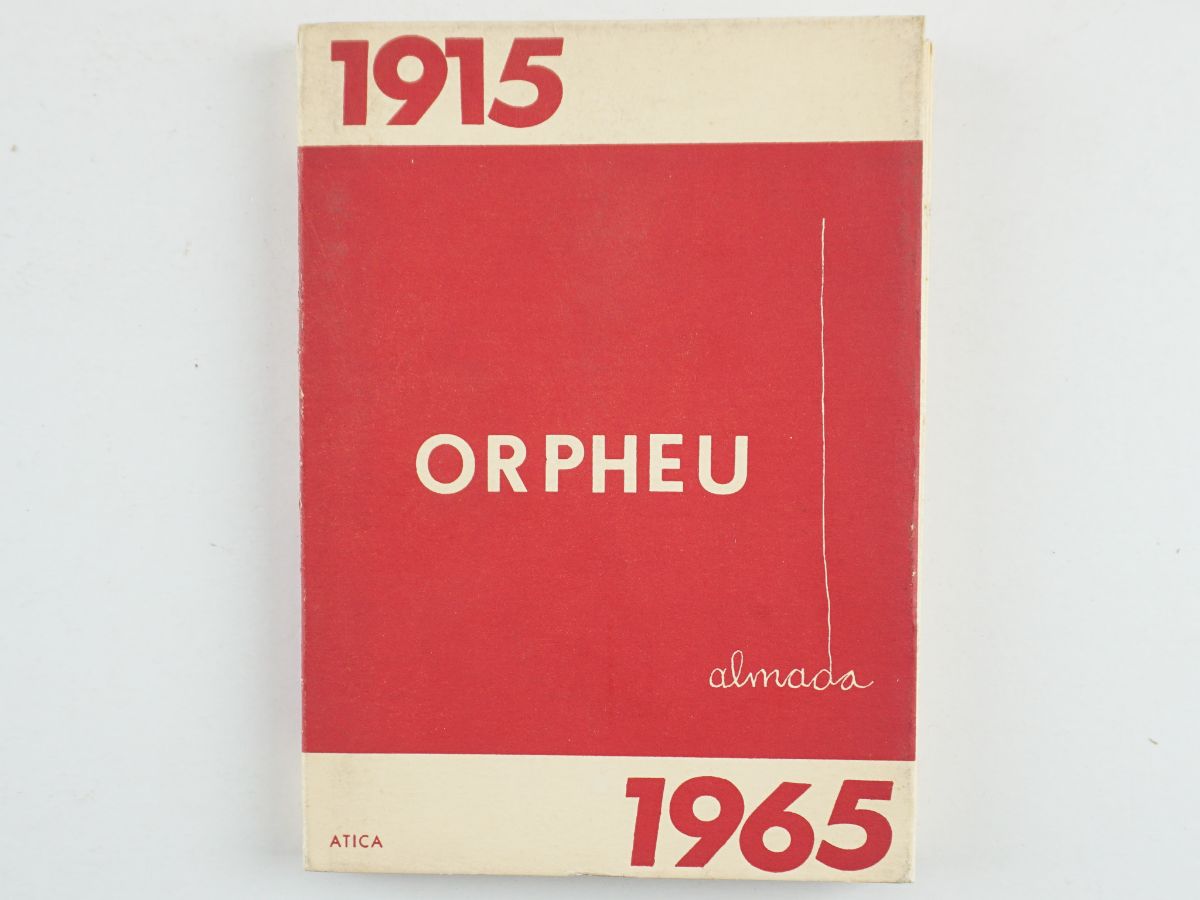 1915
ORPHEU
almada
1965
ATICA